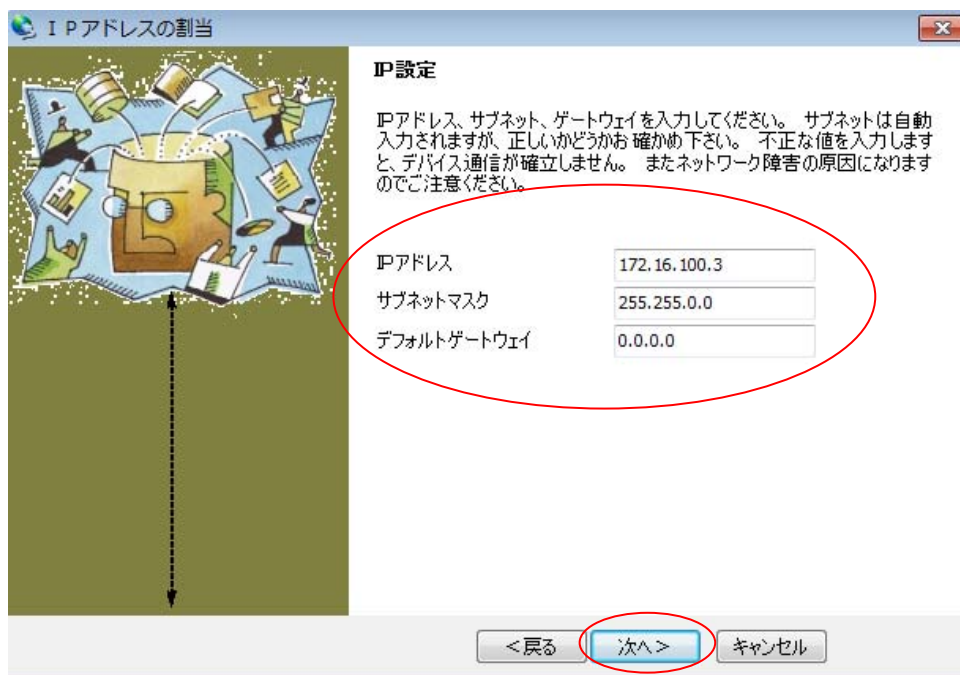 ＩＰアドレスの割当
IP設定
IPアドレス、サブネット、ゲートウェイを入力してください。 サブネットは自動
入力されますが、正しいかどうかお確かめ下さい。 不正な値を入力します
と、デバイス通信が確立しません。 またネットワーク障害の原因になります
のでご注意ください。
IPアドレス 172.16.100.3
サブネットマスク 255.255.0.0
デフォルトゲートウェイ 0.0.0.0
＜戻る 次へ＞ キャンセル